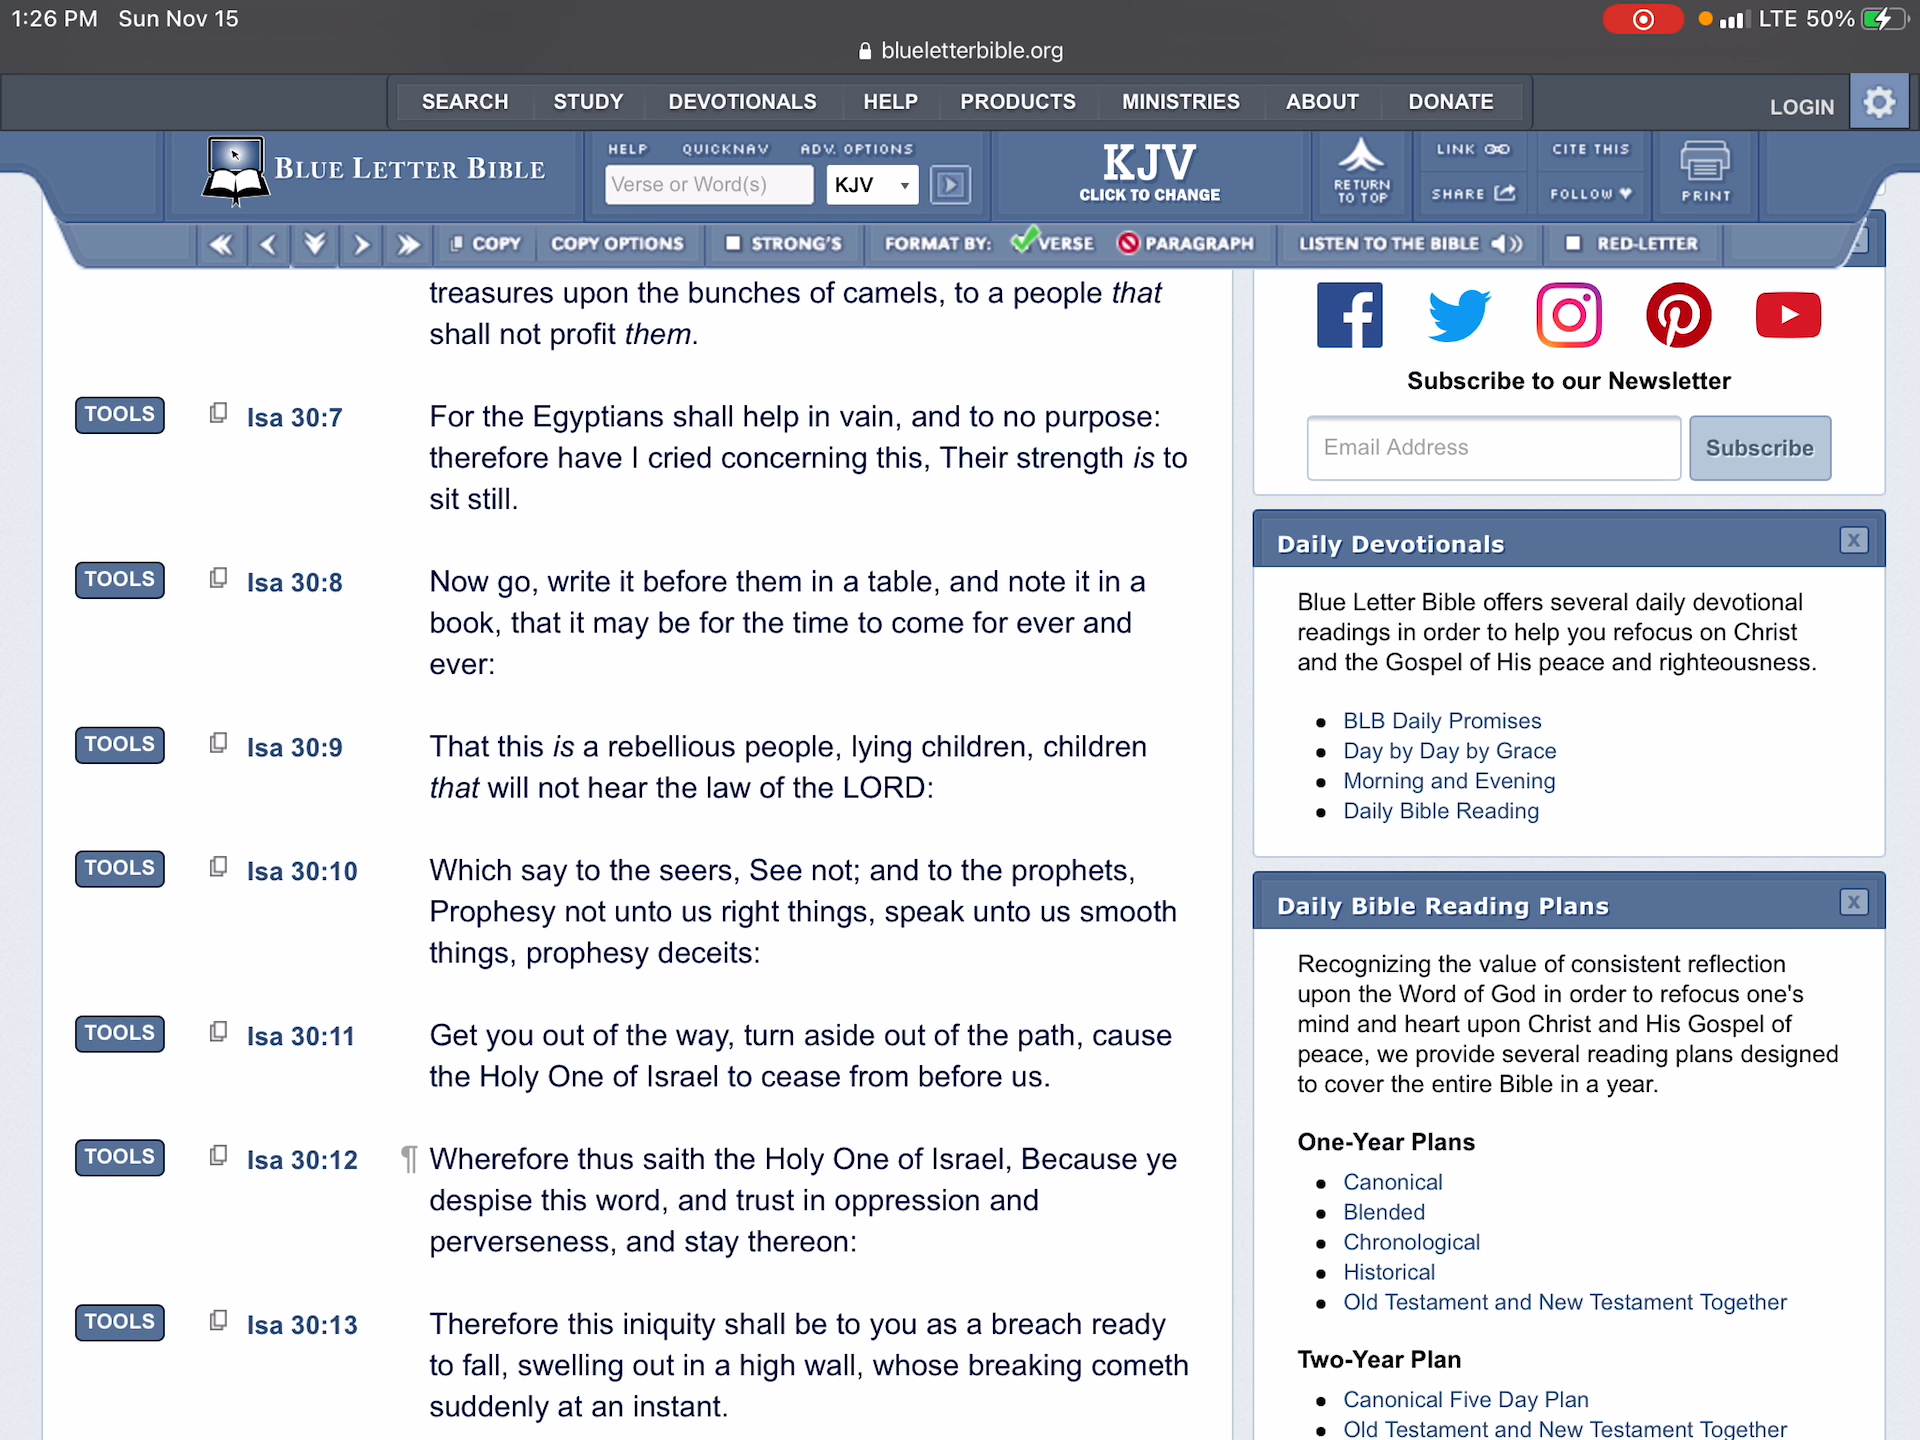 1:26 PM Sun Nov 15
LTE 50%
blueletterbible.org
SEARCH STUDY DEVOTIONALS HELP PRODUCTS MINISTRIES ABOUT DONATE
LOGIN
BLUE LETTER BIBLE
HELP QUICKNAV ADV. OPTIONS
Verse or Word(s) KJV
KJV
CLICK TO CHANGE
RETURN
TO TOP
LINK
SHARE
CITE THIS
FOLLOW
PRINT
COPY COPY OPTIONS STRONG'S FORMAT BY: VERSE PARAGRAPH LISTEN TO THE BIBLE RED-LETTER
treasures upon the bunches of camels, to a people that
shall not profit them.
TOOLS Isa 30:7 For the Egyptians shall help in vain, and to no purpose:
therefore have I cried concerning this, Their strength is to
sit still.
TOOLS Isa 30:8 Now go, write it before them in a table, and note it in a
book, that it may be for the time to come for ever and
ever:
TOOLS Isa 30:9 That this is a rebellious people, lying children, children
that will not hear the law of the LORD:
TOOLS Isa 30:10 Which say to the seers, See not; and to the prophets,
Prophesy not unto us right things, speak unto us smooth
things, prophesy deceits:
TOOLS Isa 30:11 Get you out of the way, turn aside out of the path, cause
the Holy One of Israel to cease from before us.
TOOLS Isa 30:12 ¶ Wherefore thus saith the Holy One of Israel, Because ye
despise this word, and trust in oppression and
perverseness, and stay thereon:
TOOLS Isa 30:13 Therefore this iniquity shall be to you as a breach ready
to fall, swelling out in a high wall, whose breaking cometh
suddenly at an instant.
Subscribe to our Newsletter
Email Address Subscribe
Daily Devotionals X
Blue Letter Bible offers several daily devotional
readings in order to help you refocus on Christ
and the Gospel of His peace and righteousness.
• BLB Daily Promises
• Day by Day by Grace
• Morning and Evening
• Daily Bible Reading
Daily Bible Reading Plans X
Recognizing the value of consistent reflection
upon the Word of God in order to refocus one's
mind and heart upon Christ and His Gospel of
peace, we provide several reading plans designed
to cover the entire Bible in a year.
One-Year Plans
• Canonical
• Blended
• Chronological
• Historical
• Old Testament and New Testament Together
Two-Year Plan
• Canonical Five Day Plan
• Old Testament and New Testament Together